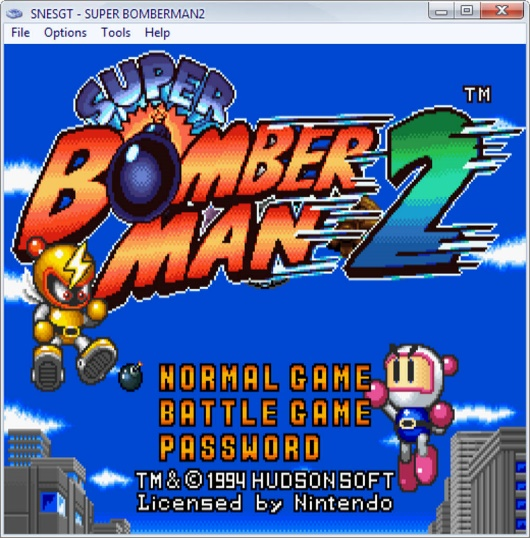 SNESGT - SUPER BOMBERMAN2
File Options Tools Help
SUPER
BOMBER
MAN 2
TM
NORMAL GAME
BATTLE GAME
PASSWORD
TM & © 1994 HUDSON SOFT
Licensed by Nintendo